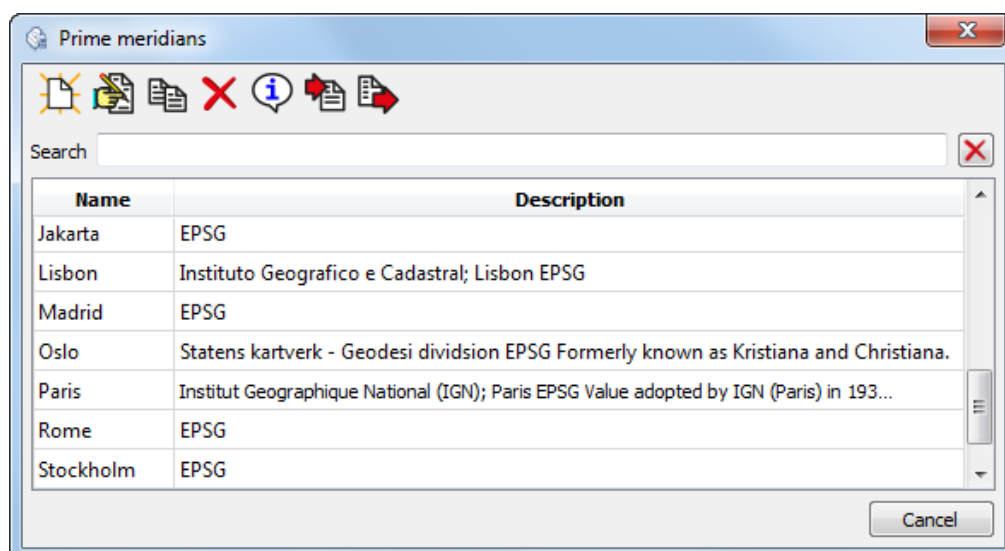 Prime meridians
Search
Name Description
Jakarta EPSG
Lisbon Instituto Geografico e Cadastral; Lisbon EPSG
Madrid EPSG
Oslo Statens kartverk - Geodesi dividsion EPSG Formerly known as Kristiana and Christiana.
Paris Institut Geographique National (IGN); Paris EPSG Value adopted by IGN (Paris) in 193...
Rome EPSG
Stockholm EPSG
Cancel